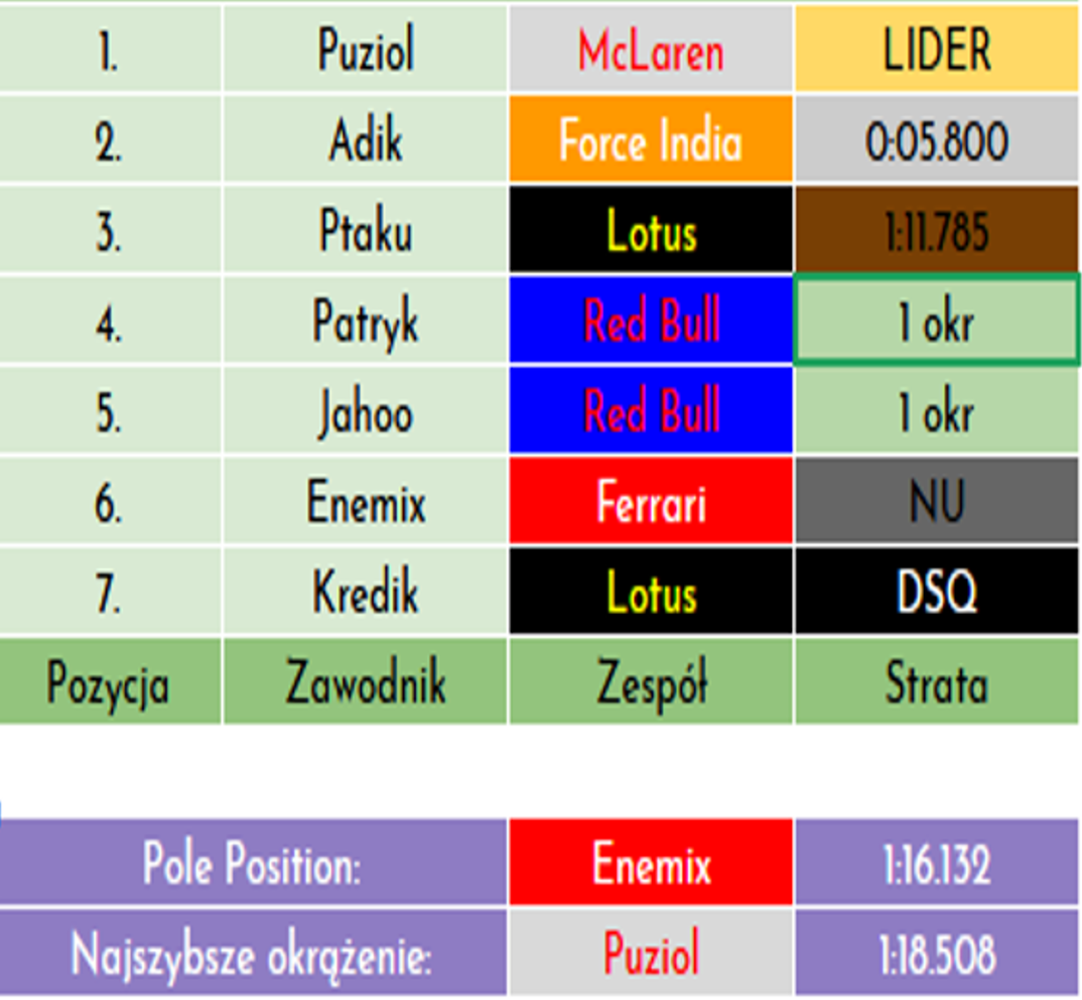 1. Puziol McLaren LIDER
2. Adik Force India 0:05.800
3. Ptaku Lotus 1:11.785
4. Patryk Red Bull 1 okr
5. Jahoo Red Bull 1 okr
6. Enemix Ferrari NU
7. Kredik Lotus DSQ
Pozycja Zawodnik Zespół Strata
Pole Position: Enemix 1:16.132
Najszybsze okrążenie: Puziol 1:18.508